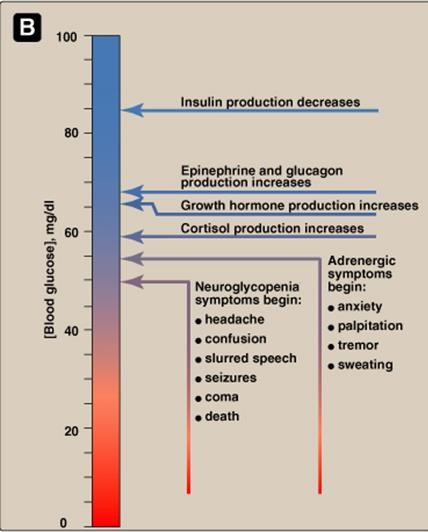 B
100
80
60
40
20
0
[Blood glucose], mg/dl
Insulin production decreases
Epinephrine and glucagon
production increases
Growth hormone production increases
Cortisol production increases
Adrenergic
symptoms
begin:
● anxiety
● palpitation
● tremor
● sweating
Neuroglycopenia
symptoms begin:
● headache
● confusion
● slurred speech
● seizures
● coma
● death